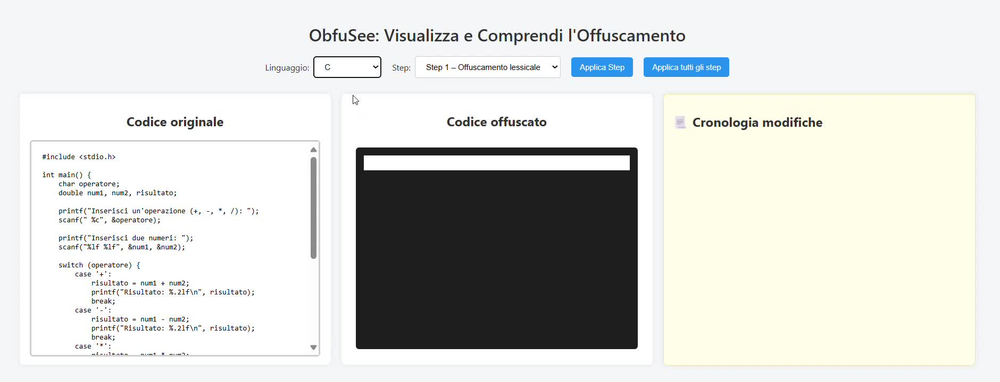 ObfuSee: Visualizza e Comprendi l'Offuscamento
Linguaggio: C Step: Step 1 – Offuscamento lessicale Applica Step Applica tutti gli step
Codice originale
#include <stdio.h>
int main() {
    char operatore;
    double num1, num2, risultato;
    printf("Inserisci un'operazione (+, -, *, /): ");
    scanf(" %c", &operatore);
    printf("Inserisci due numeri: ");
    scanf("%lf %lf", &num1, &num2);
    switch (operatore) {
        case '+':
            risultato = num1 + num2;
            printf("Risultato: %.2lf\n", risultato);
            break;
        case '-':
            risultato = num1 - num2;
            printf("Risultato: %.2lf\n", risultato);
            break;
        case '*':
            risultato = num1 * num2;
Codice offuscato
Cronologia modifiche